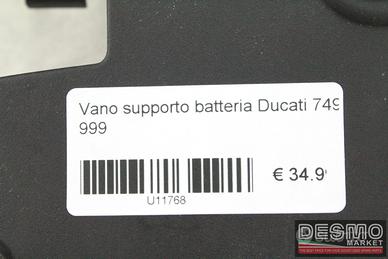 Vano supporto batteria Ducati 749
999
€ 34.9
U11768
DESMO
MARKET